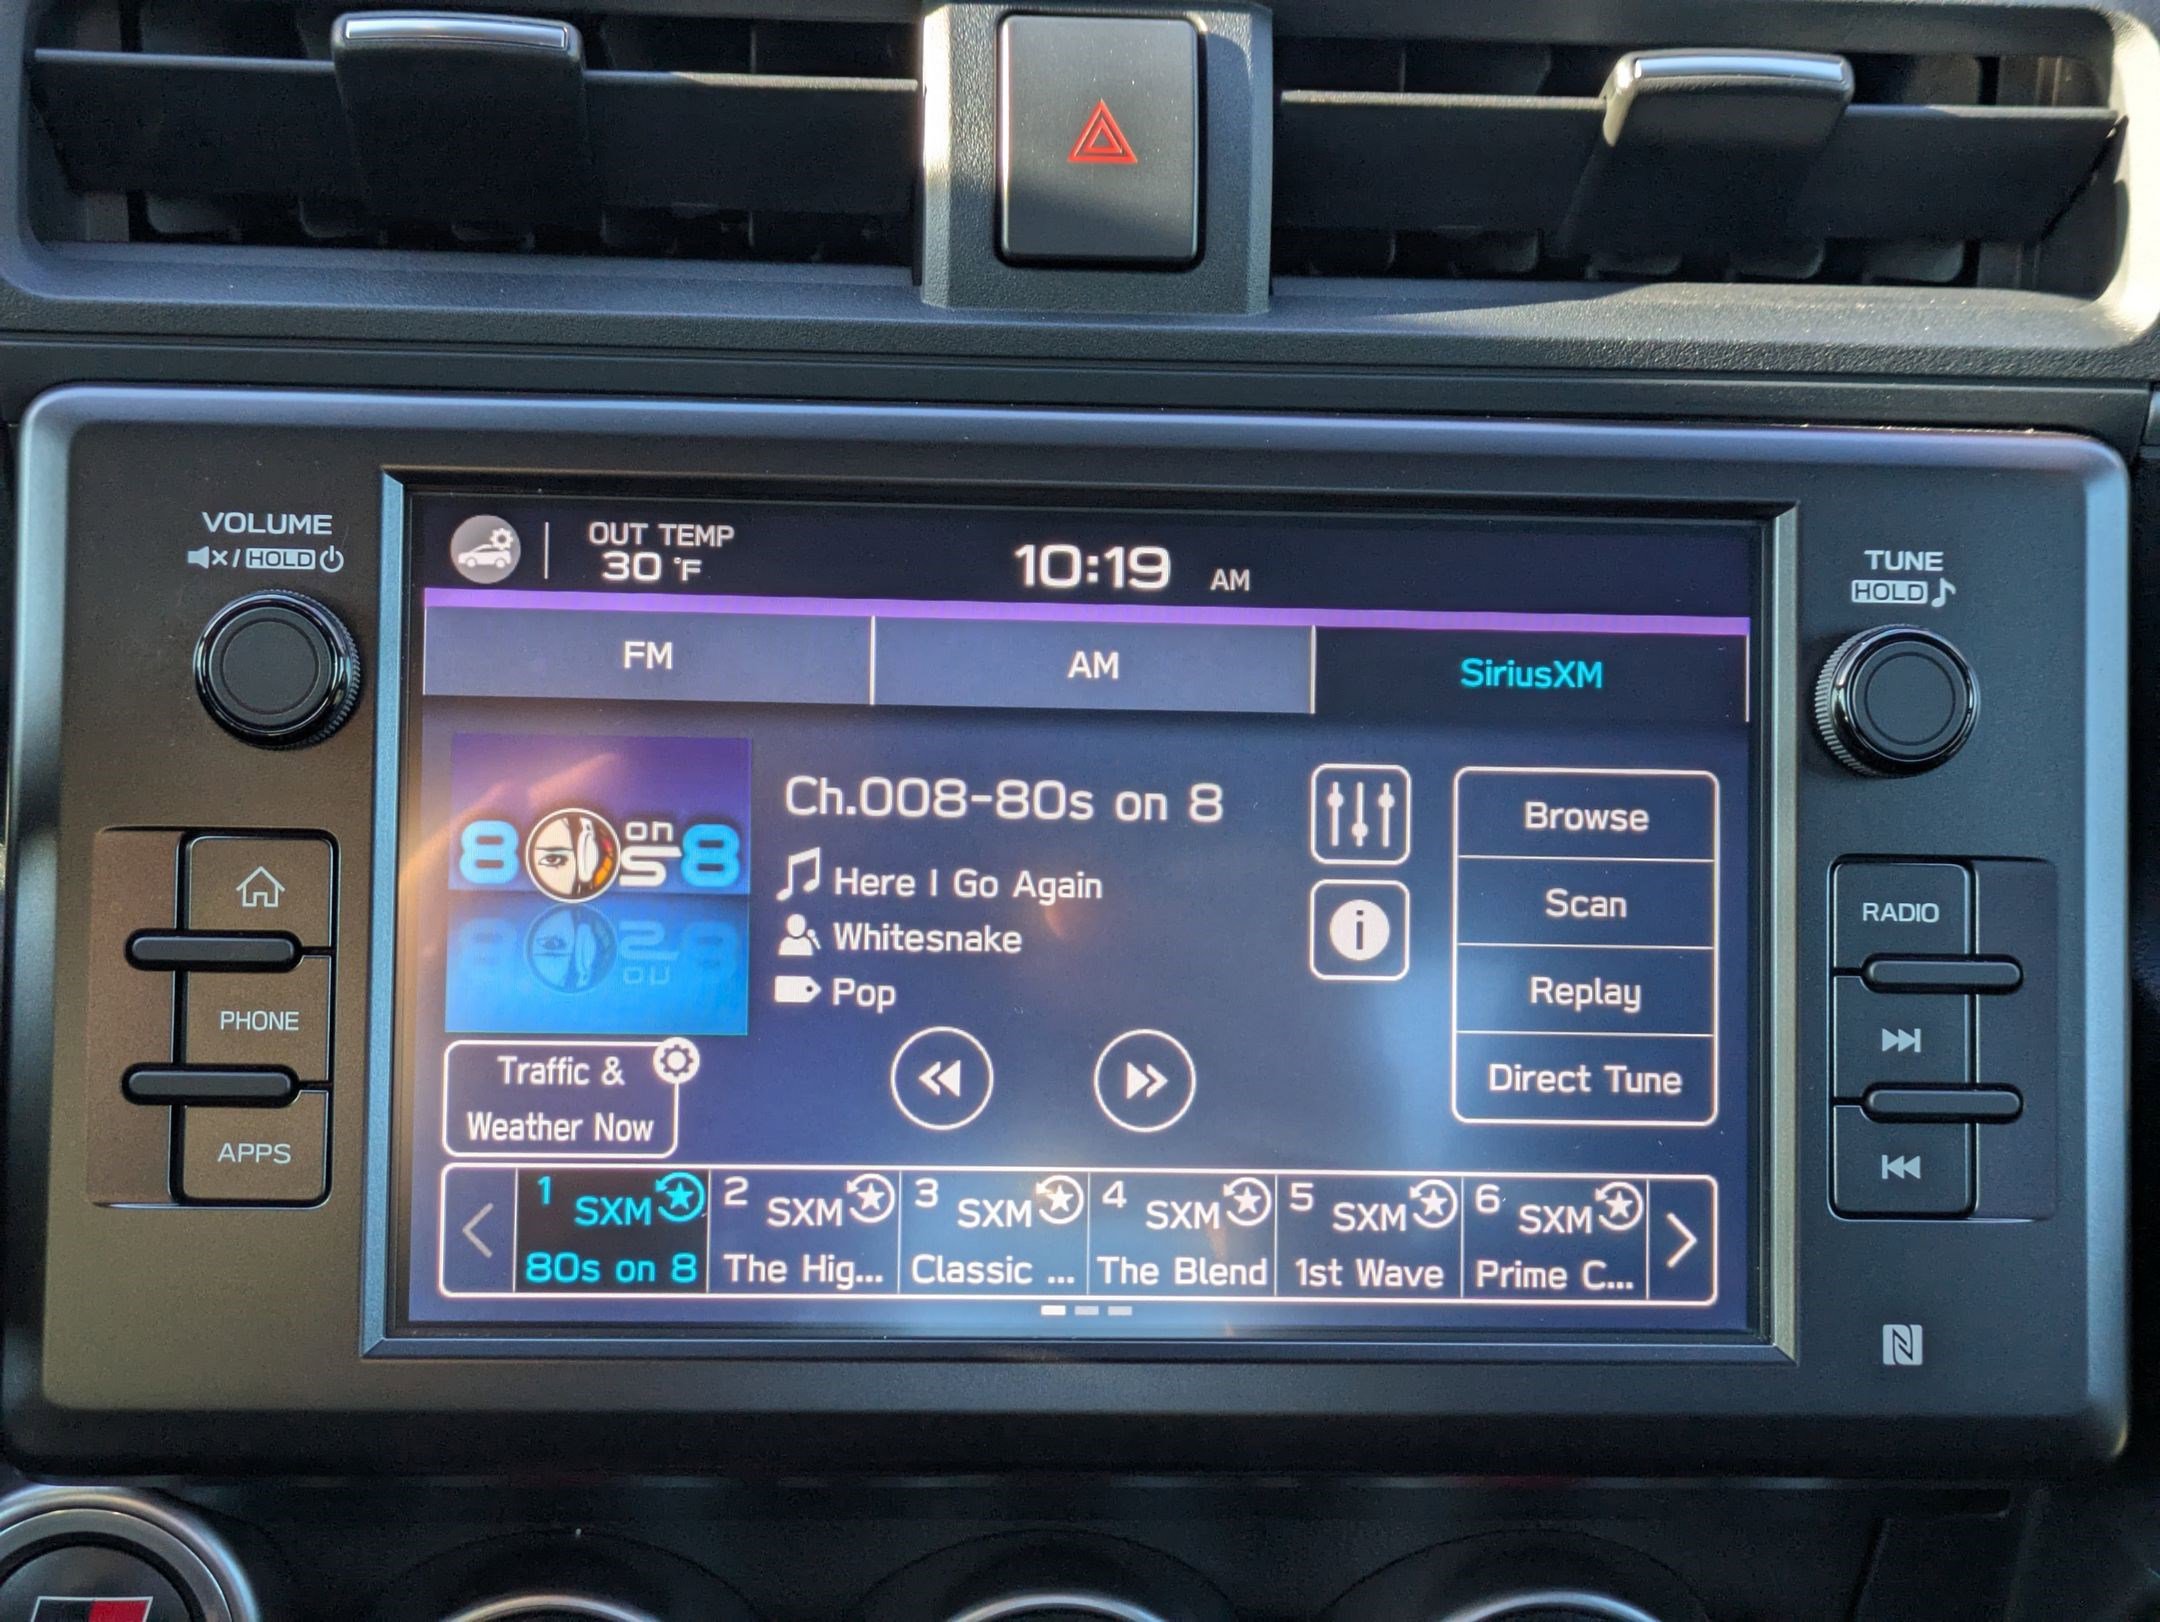 VOLUME
/ HOLD
TUNE
HOLD
OUT TEMP
30 °F
10:19 AM
FM
AM
SiriusXM
80s on 8
Ch.008-80s on 8
Here I Go Again
Whitesnake
Pop
Browse
Scan
Replay
Direct Tune
Traffic &
Weather Now
1 SXM
80s on 8
2 SXM
The Hig...
3 SXM
Classic ...
4 SXM
The Blend
5 SXM
1st Wave
6 SXM
Prime C...
PHONE
APPS
RADIO